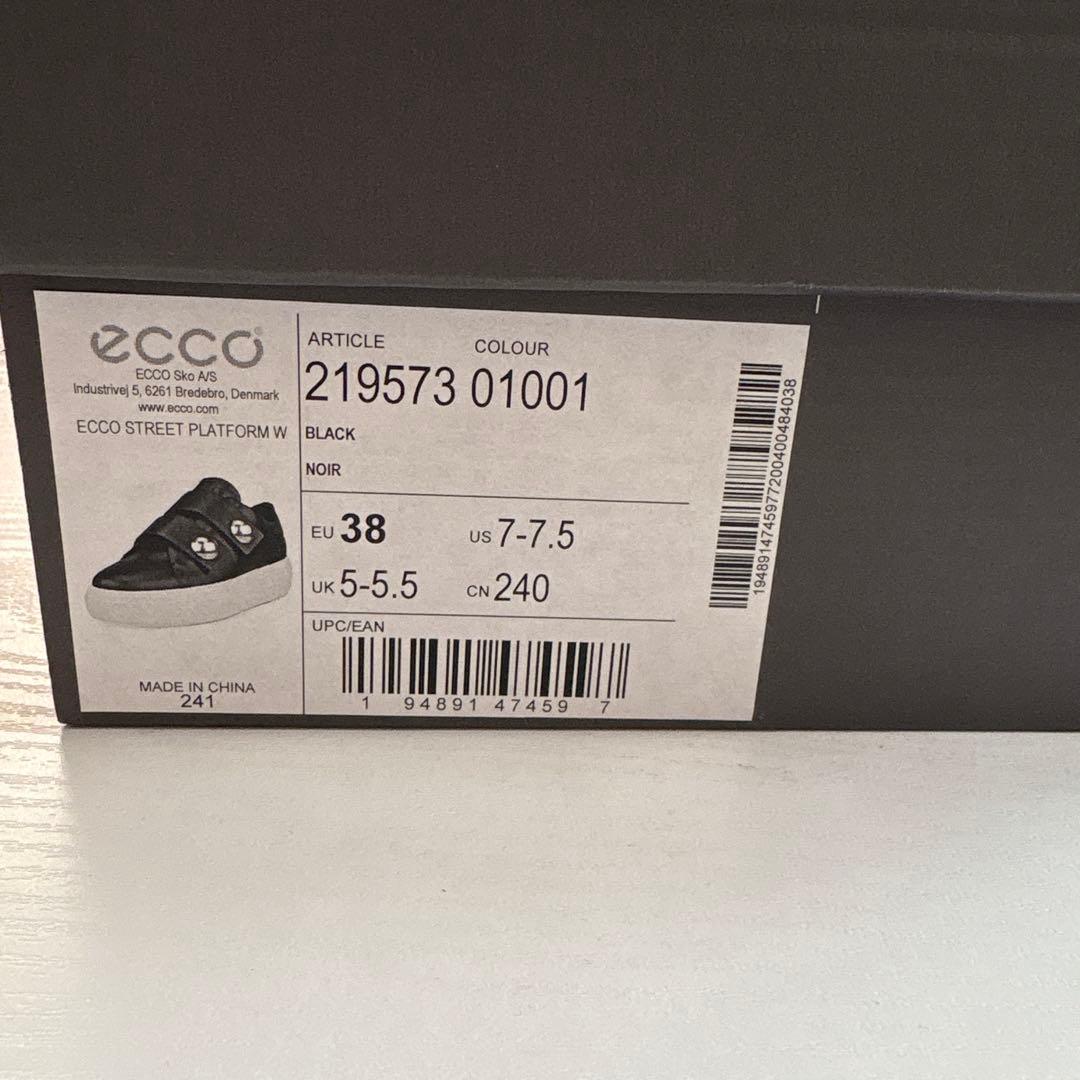 ecco
ECCO Sko A/S
Industrivej 5, 6261 Bredebro, Denmark
www.ecco.com
ECCO STREET PLATFORM W
MADE IN CHINA
241
ARTICLE COLOUR
219573 01001
BLACK
NOIR
EU 38 US 7-7.5
UK 5-5.5 CN 240
UPC/EAN
1 94891 47459 7
1948914745977200400484038